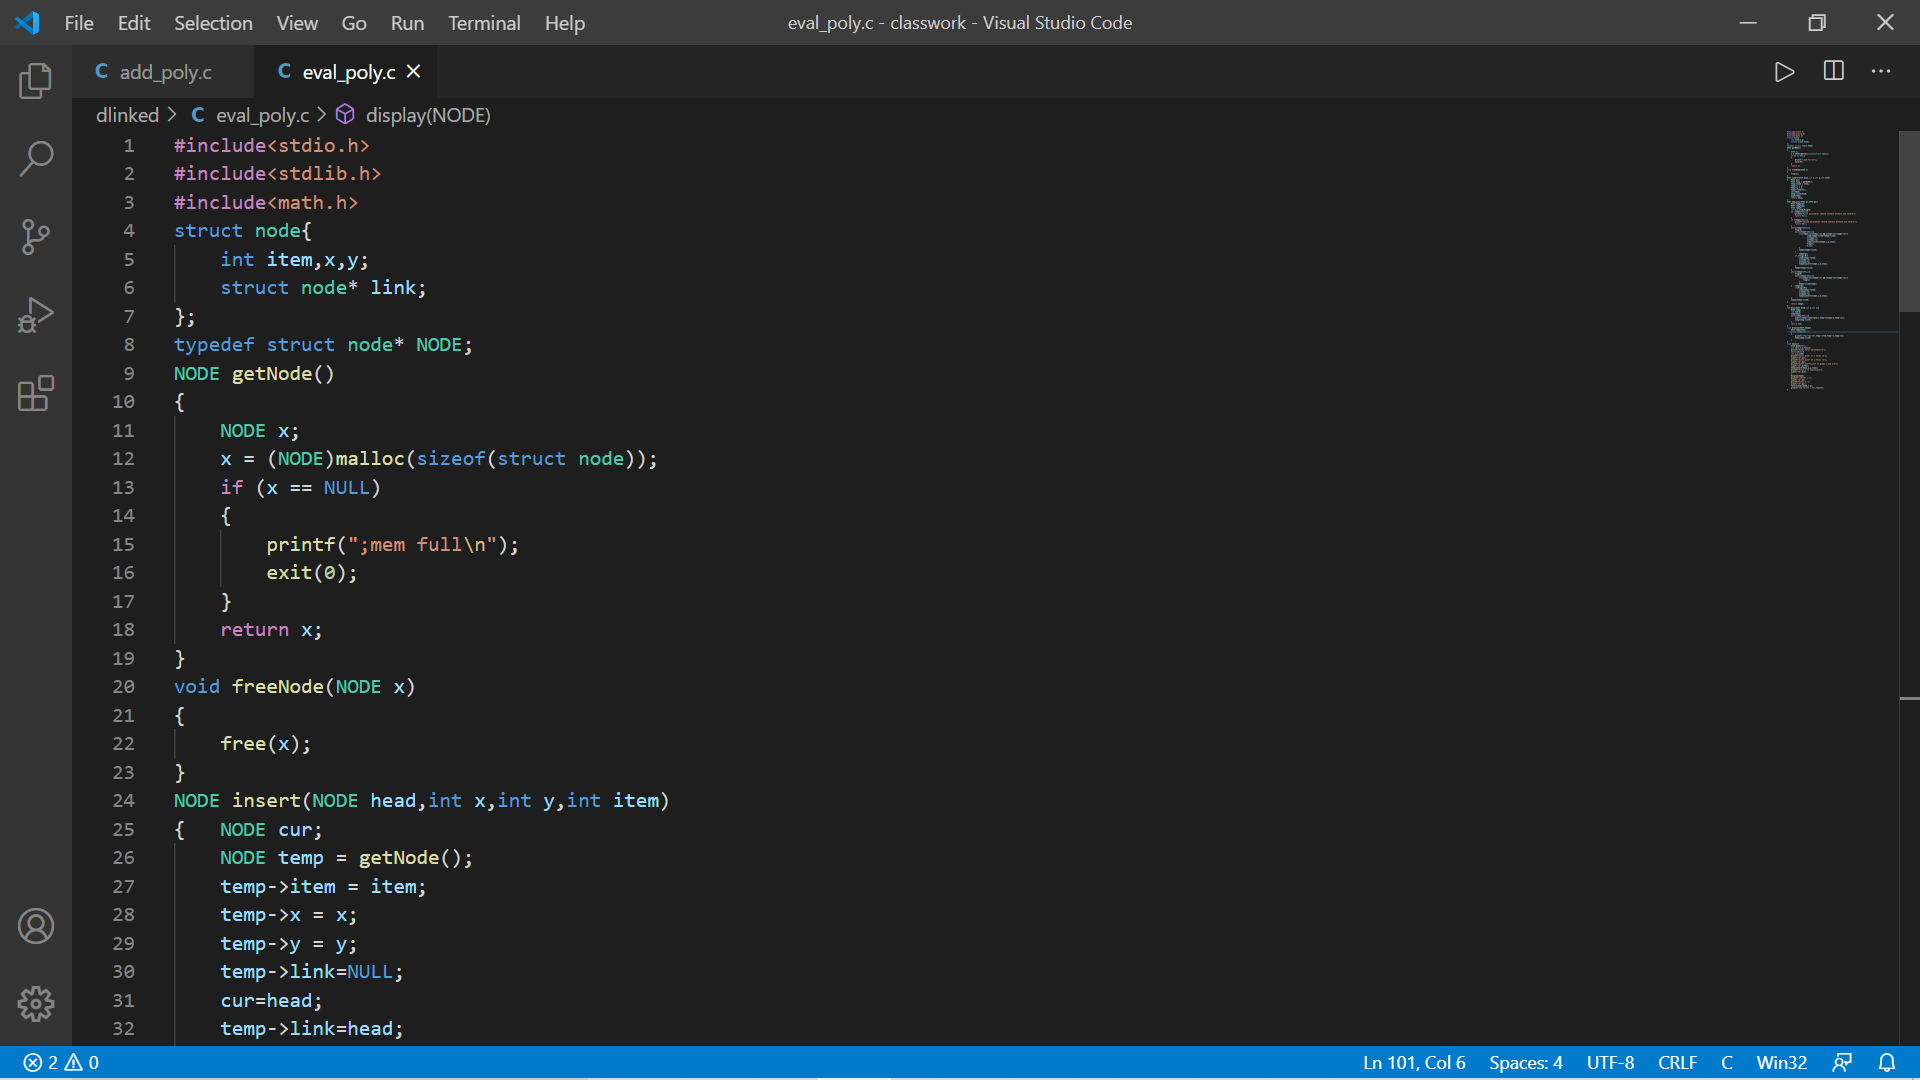 File Edit Selection View Go Run Terminal Help
eval_poly.c - classwork - Visual Studio Code
C add_poly.c
C eval_poly.c
dlinked > C eval_poly.c > display(NODE)
1 #include<stdio.h>
2 #include<stdlib.h>
3 #include<math.h>
4 struct node{
5     int item,x,y;
6     struct node* link;
7 };
8 typedef struct node* NODE;
9 NODE getNode()
10 {
11     NODE x;
12     x = (NODE)malloc(sizeof(struct node));
13     if (x == NULL)
14     {
15         printf(";mem full\n");
16         exit(0);
17     }
18     return x;
19 }
20 void freeNode(NODE x)
21 {
22     free(x);
23 }
24 NODE insert(NODE head,int x,int y,int item)
25 {   NODE cur;
26     NODE temp = getNode();
27     temp->item = item;
28     temp->x = x;
29     temp->y = y;
30     temp->link=NULL;
31     cur=head;
32     temp->link=head;
2 0
Ln 101, Col 6 Spaces: 4 UTF-8 CRLF C Win32